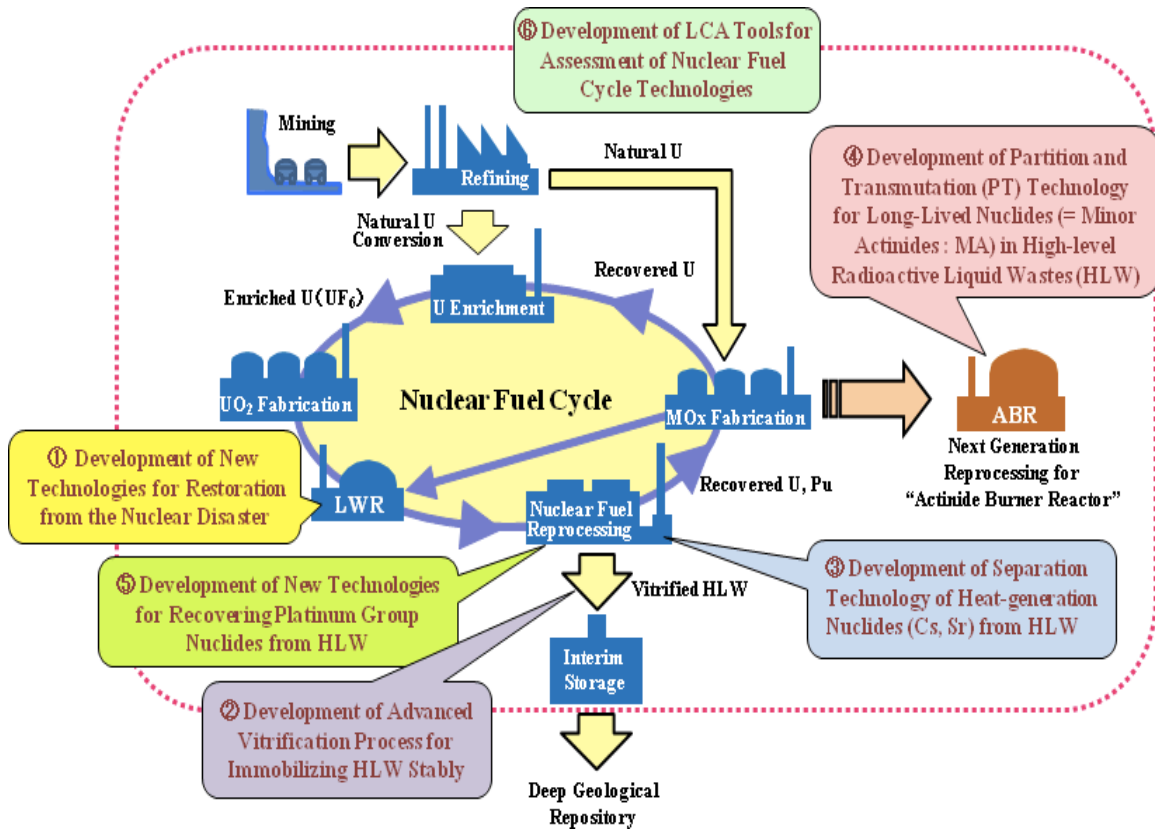 ⑥ Development of LCA Tools for
Assessment of Nuclear Fuel
Cycle Technologies
Mining
Refining
Natural U
④ Development of Partition and
Transmutation (PT) Technology
for Long-Lived Nuclides (= Minor
Actinides : MA) in High-level
Radioactive Liquid Wastes (HLW)
Natural U
Conversion
Recovered U
Enriched U (UF₆)
U Enrichment
UO₂ Fabrication
Nuclear Fuel Cycle
MOx Fabrication
ABR
Next Generation
Reprocessing for
“Actinide Burner Reactor”
① Development of New
Technologies for Restoration
from the Nuclear Disaster
LWR
Nuclear Fuel
Reprocessing
Recovered U, Pu
⑤ Development of New Technologies
for Recovering Platinum Group
Nuclides from HLW
Vitrified HLW
③ Development of Separation
Technology of Heat-generation
Nuclides (Cs, Sr) from HLW
Interim
Storage
② Development of Advanced
Vitrification Process for
Immobilizing HLW Stably
Deep Geological
Repository